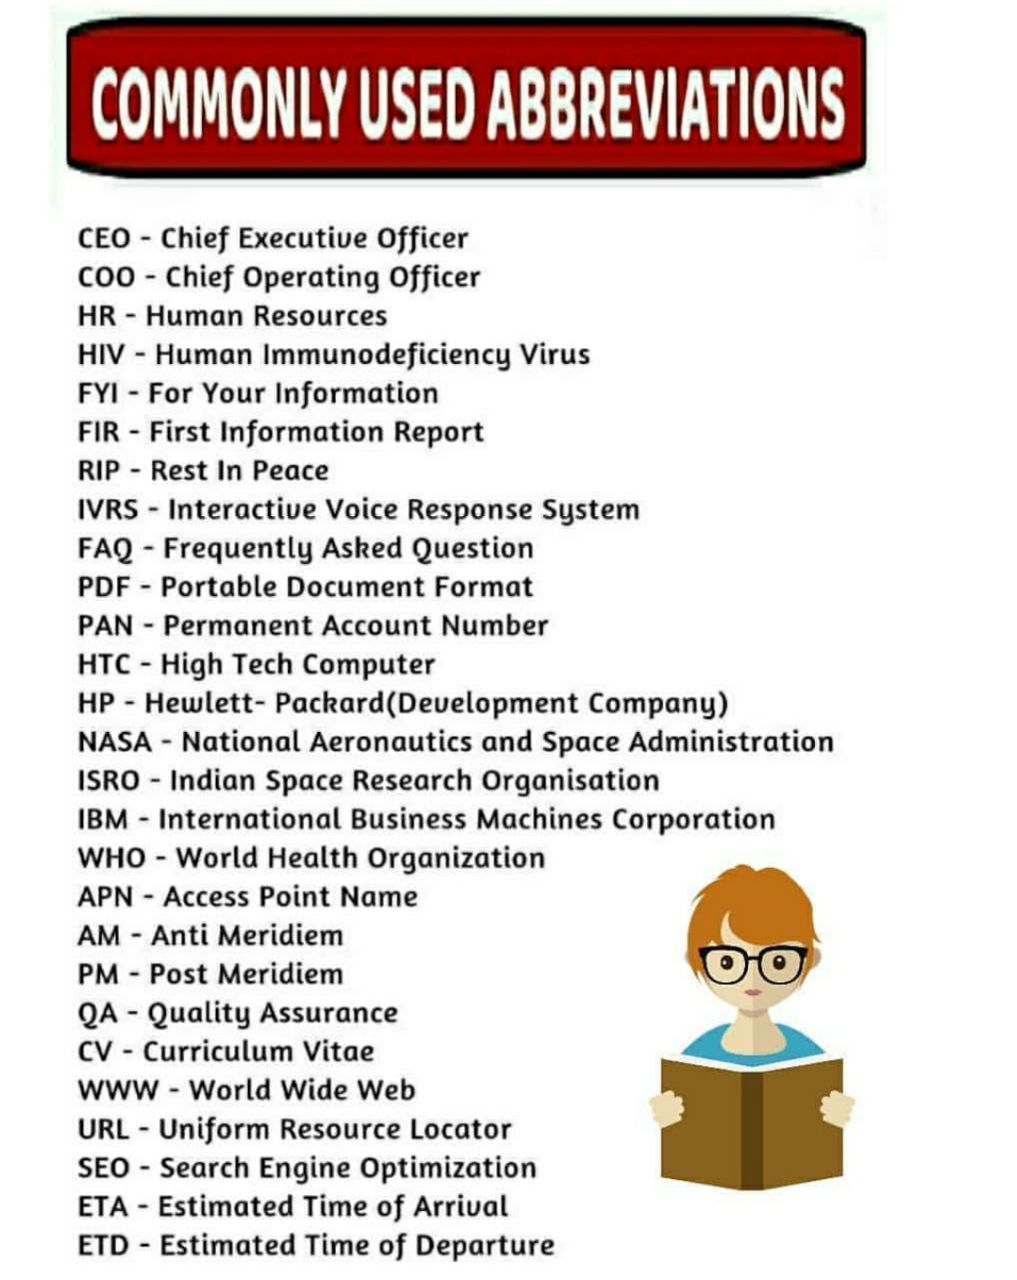 COMMONLY USED ABBREVIATIONS
CEO - Chief Executive Officer
COO - Chief Operating Officer
HR - Human Resources
HIV - Human Immunodeficiency Virus
FYI - For Your Information
FIR - First Information Report
RIP - Rest In Peace
IVRS - Interactive Voice Response System
FAQ - Frequently Asked Question
PDF - Portable Document Format
PAN - Permanent Account Number
HTC - High Tech Computer
HP - Hewlett- Packard(Development Company)
NASA - National Aeronautics and Space Administration
ISRO - Indian Space Research Organisation
IBM - International Business Machines Corporation
WHO - World Health Organization
APN - Access Point Name
AM - Anti Meridiem
PM - Post Meridiem
QA - Quality Assurance
CV - Curriculum Vitae
WWW - World Wide Web
URL - Uniform Resource Locator
SEO - Search Engine Optimization
ETA - Estimated Time of Arrival
ETD - Estimated Time of Departure